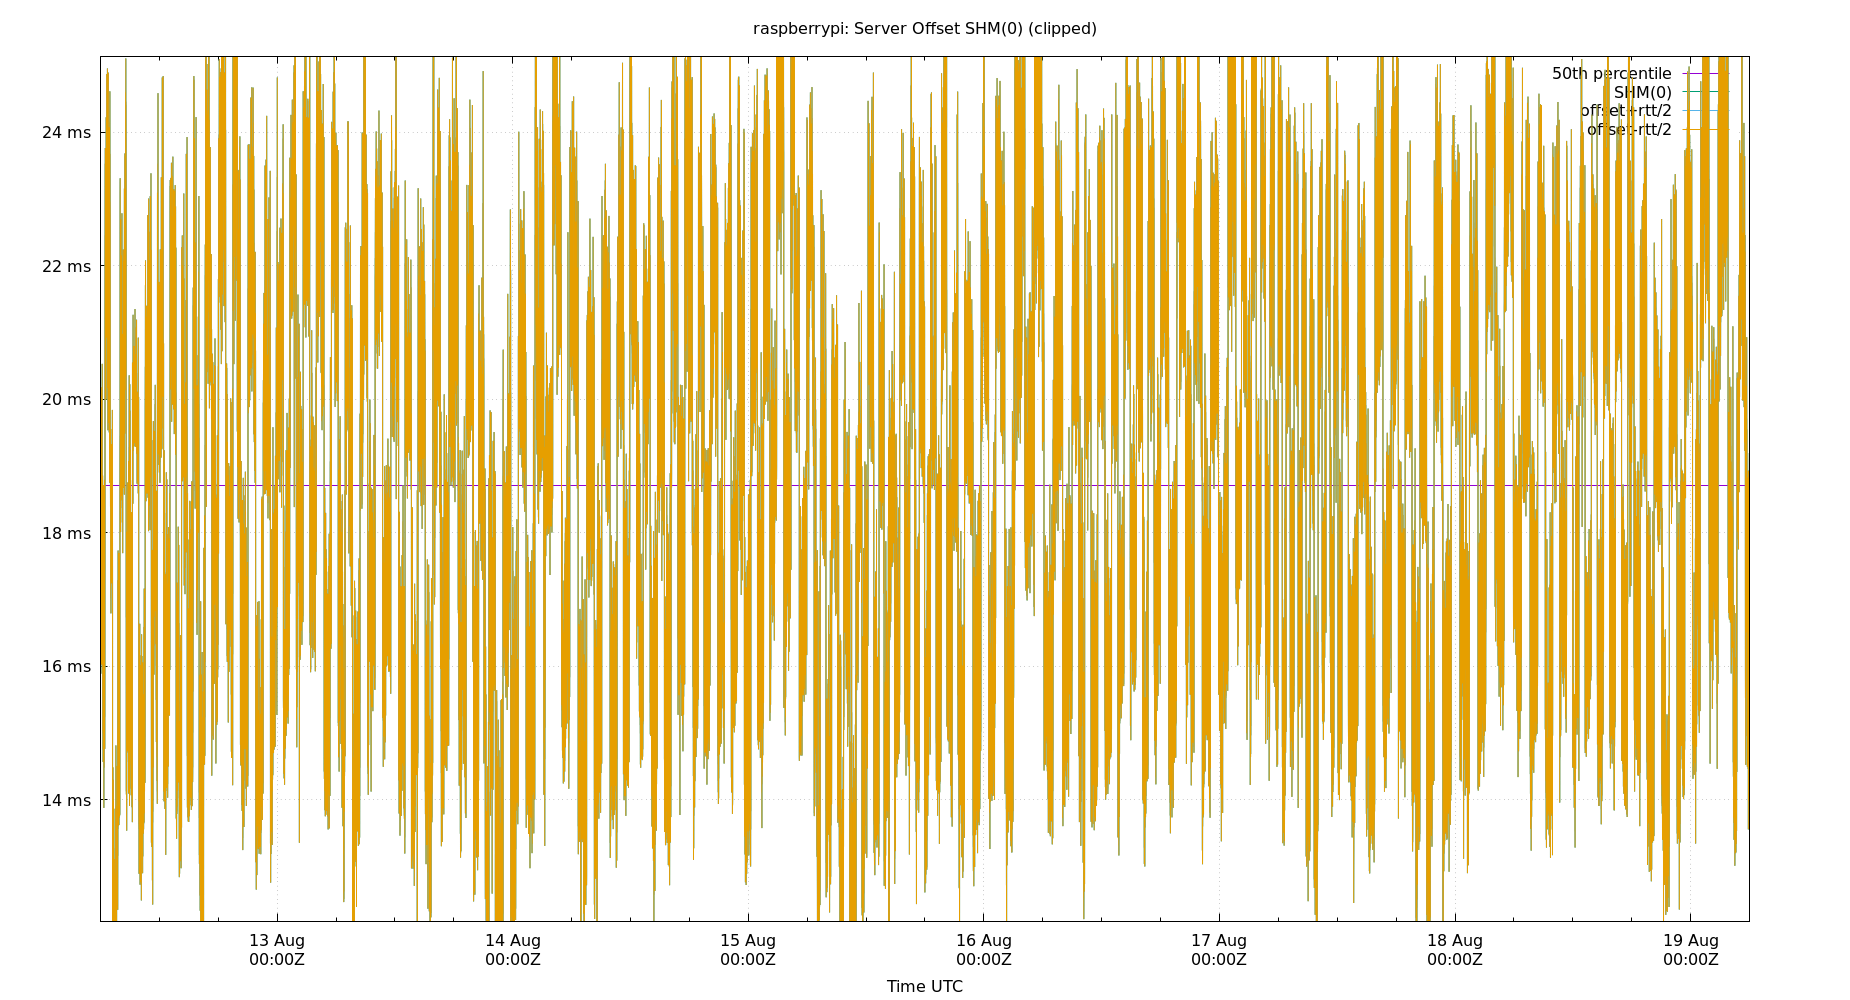 raspberrypi: Server Offset SHM(0) (clipped)
50th percentile
SHM(0)
offset+rtt/2
offset-rtt/2
24 ms
22 ms
20 ms
18 ms
16 ms
14 ms
13 Aug 14 Aug 15 Aug 16 Aug 17 Aug 18 Aug 19 Aug
00:00Z 00:00Z 00:00Z 00:00Z 00:00Z 00:00Z 00:00Z
Time UTC